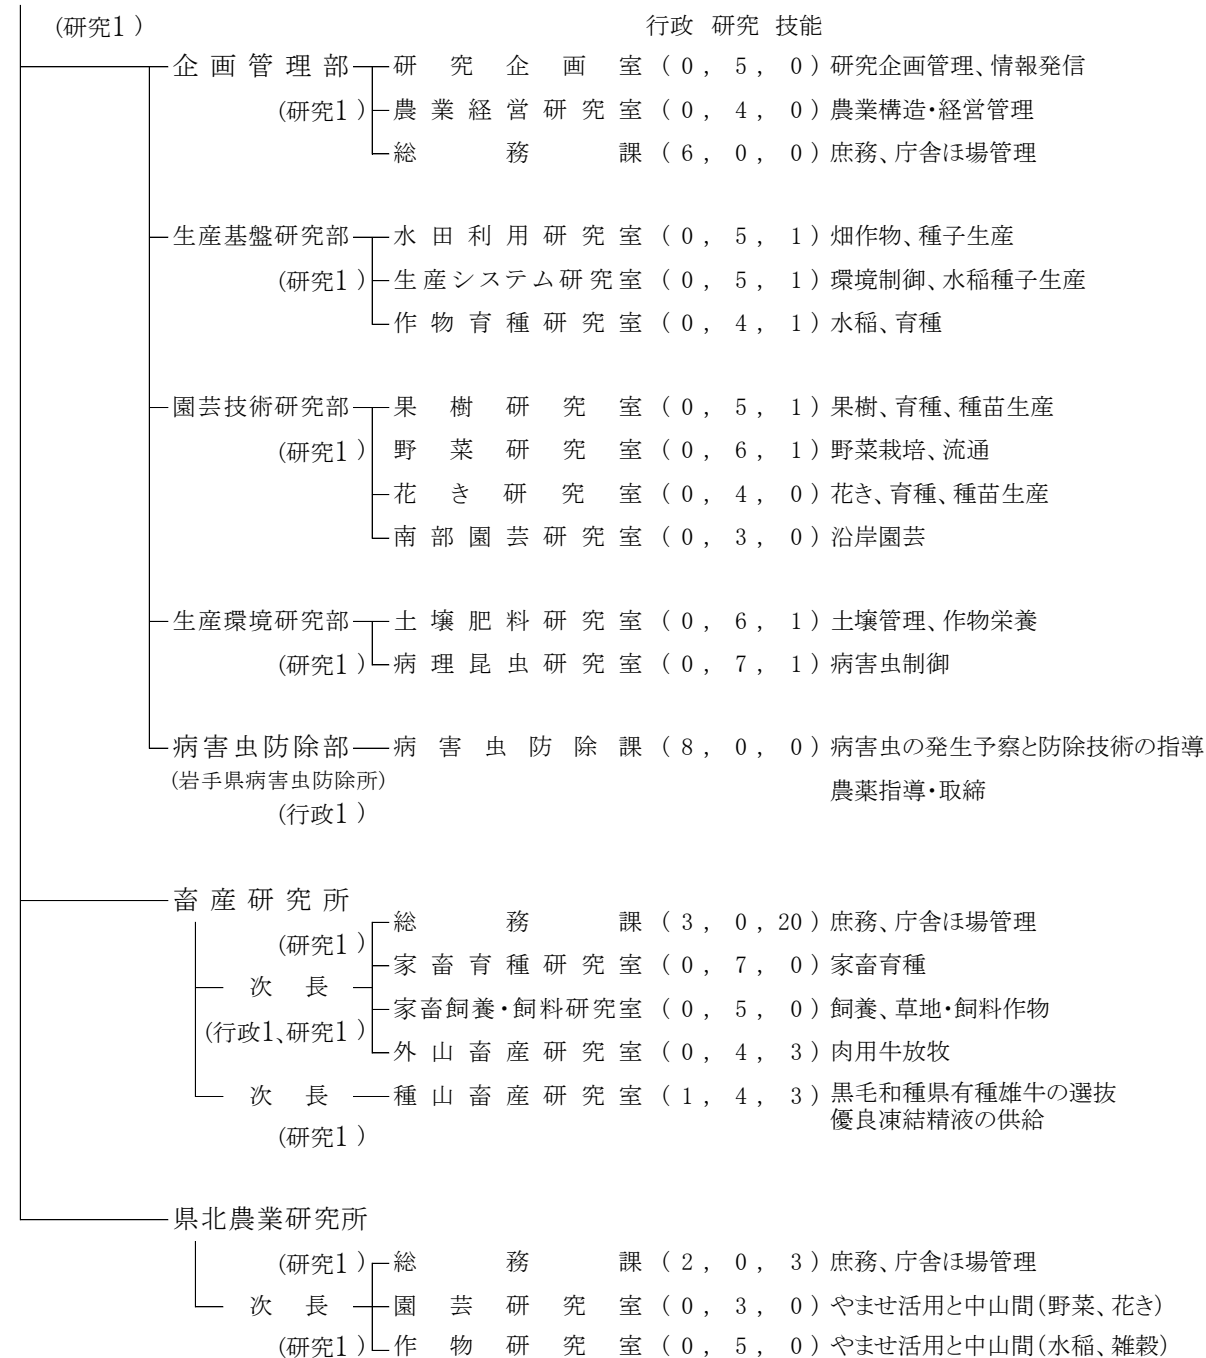 (研究1) 行政 研究 技能
企画管理部 研究企画室 (0, 5, 0) 研究企画管理、情報発信
(研究1) 農業経営研究室 (0, 4, 0) 農業構造・経営管理
総務課 (6, 0, 0) 庶務、庁舎ほ場管理
生産基盤研究部 水田利用研究室 (0, 5, 1) 畑作物、種子生産
(研究1) 生産システム研究室 (0, 5, 1) 環境制御、水稲種子生産
作物育種研究室 (0, 4, 1) 水稲、育種
園芸技術研究部 果樹研究室 (0, 5, 1) 果樹、育種、種苗生産
(研究1) 野菜研究室 (0, 6, 1) 野菜栽培、流通
花き研究室 (0, 4, 0) 花き、育種、種苗生産
南部園芸研究室 (0, 3, 0) 沿岸園芸
生産環境研究部 土壌肥料研究室 (0, 6, 1) 土壌管理、作物栄養
(研究1) 病理昆虫研究室 (0, 7, 1) 病害虫制御
病害虫防除部 病害虫防除課 (8, 0, 0) 病害虫の発生予察と防除技術の指導
(岩手県病害虫防除所) 農薬指導・取締
(行政1)
畜産研究所
総務課 (3, 0, 20) 庶務、庁舎ほ場管理
(研究1)
家畜育種研究室 (0, 7, 0) 家畜育種
次長
家畜飼養・飼料研究室 (0, 5, 0) 飼養、草地・飼料作物
(行政1、研究1)
外山畜産研究室 (0, 4, 3) 肉用牛放牧
次長 種山畜産研究室 (1, 4, 3) 黒毛和種県有種雄牛の選抜
優良凍結精液の供給
(研究1)
県北農業研究所
(研究1) 総務課 (2, 0, 3) 庶務、庁舎ほ場管理
次長 園芸研究室 (0, 3, 0) やませ活用と中山間(野菜、花き)
(研究1) 作物研究室 (0, 5, 0) やませ活用と中山間(水稲、雑穀)